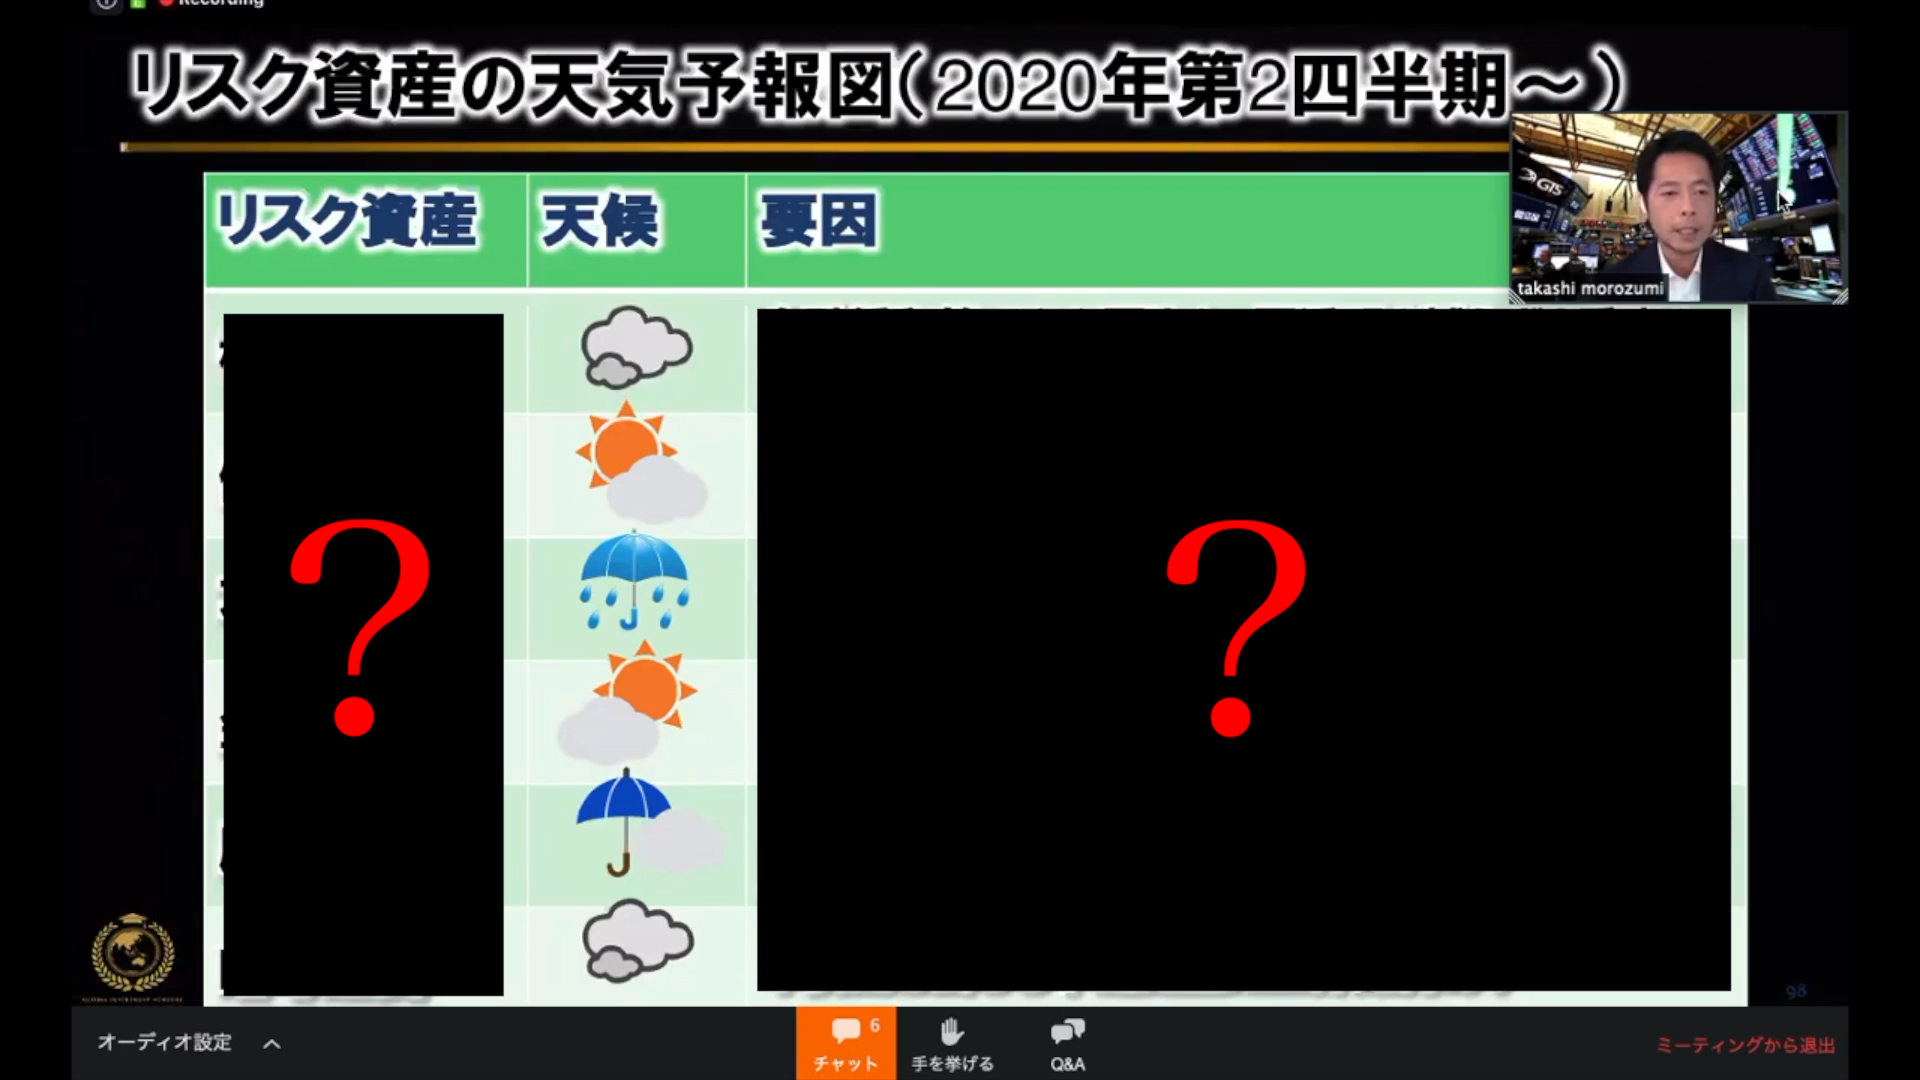 Recording
リスク資産の天気予報図（2020年第2四半期～）
リスク資産
天候
要因
GTS
takashi morozumi
?
?
98
オーディオ設定
6
チャット
手を挙げる
Q&A
ミーティングから退出